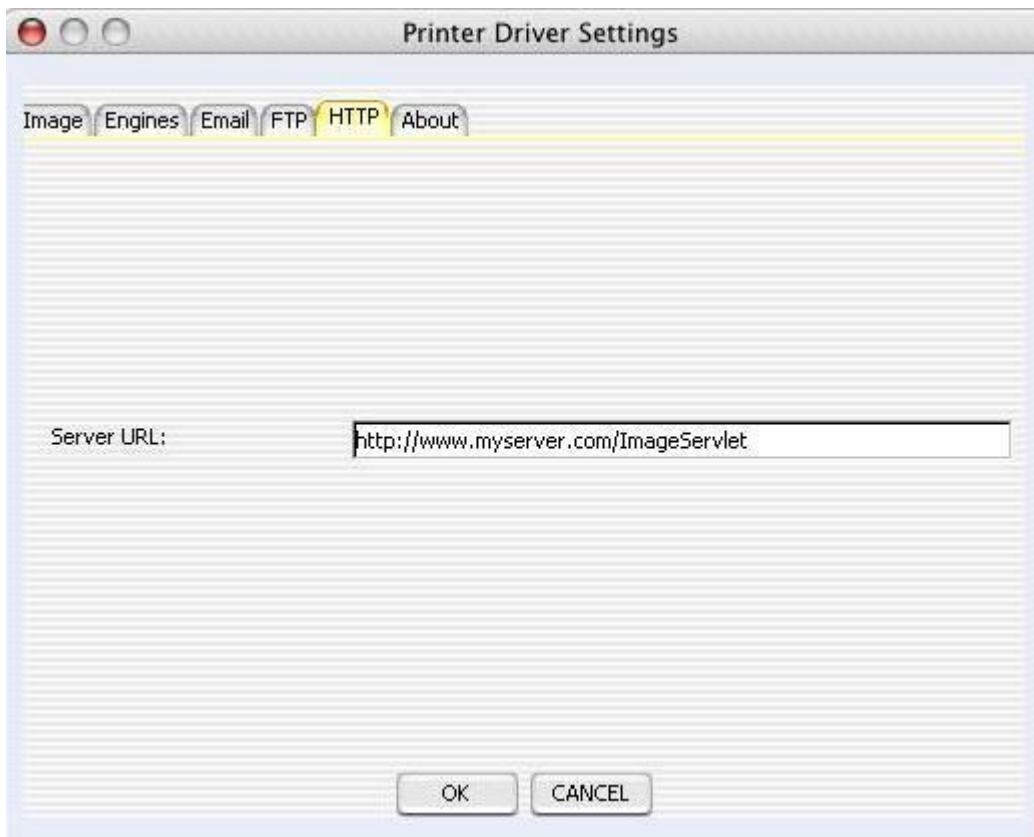 Printer Driver Settings
Image Engines Email FTP HTTP About
Server URL: http://www.myserver.com/ImageServlet
OK CANCEL